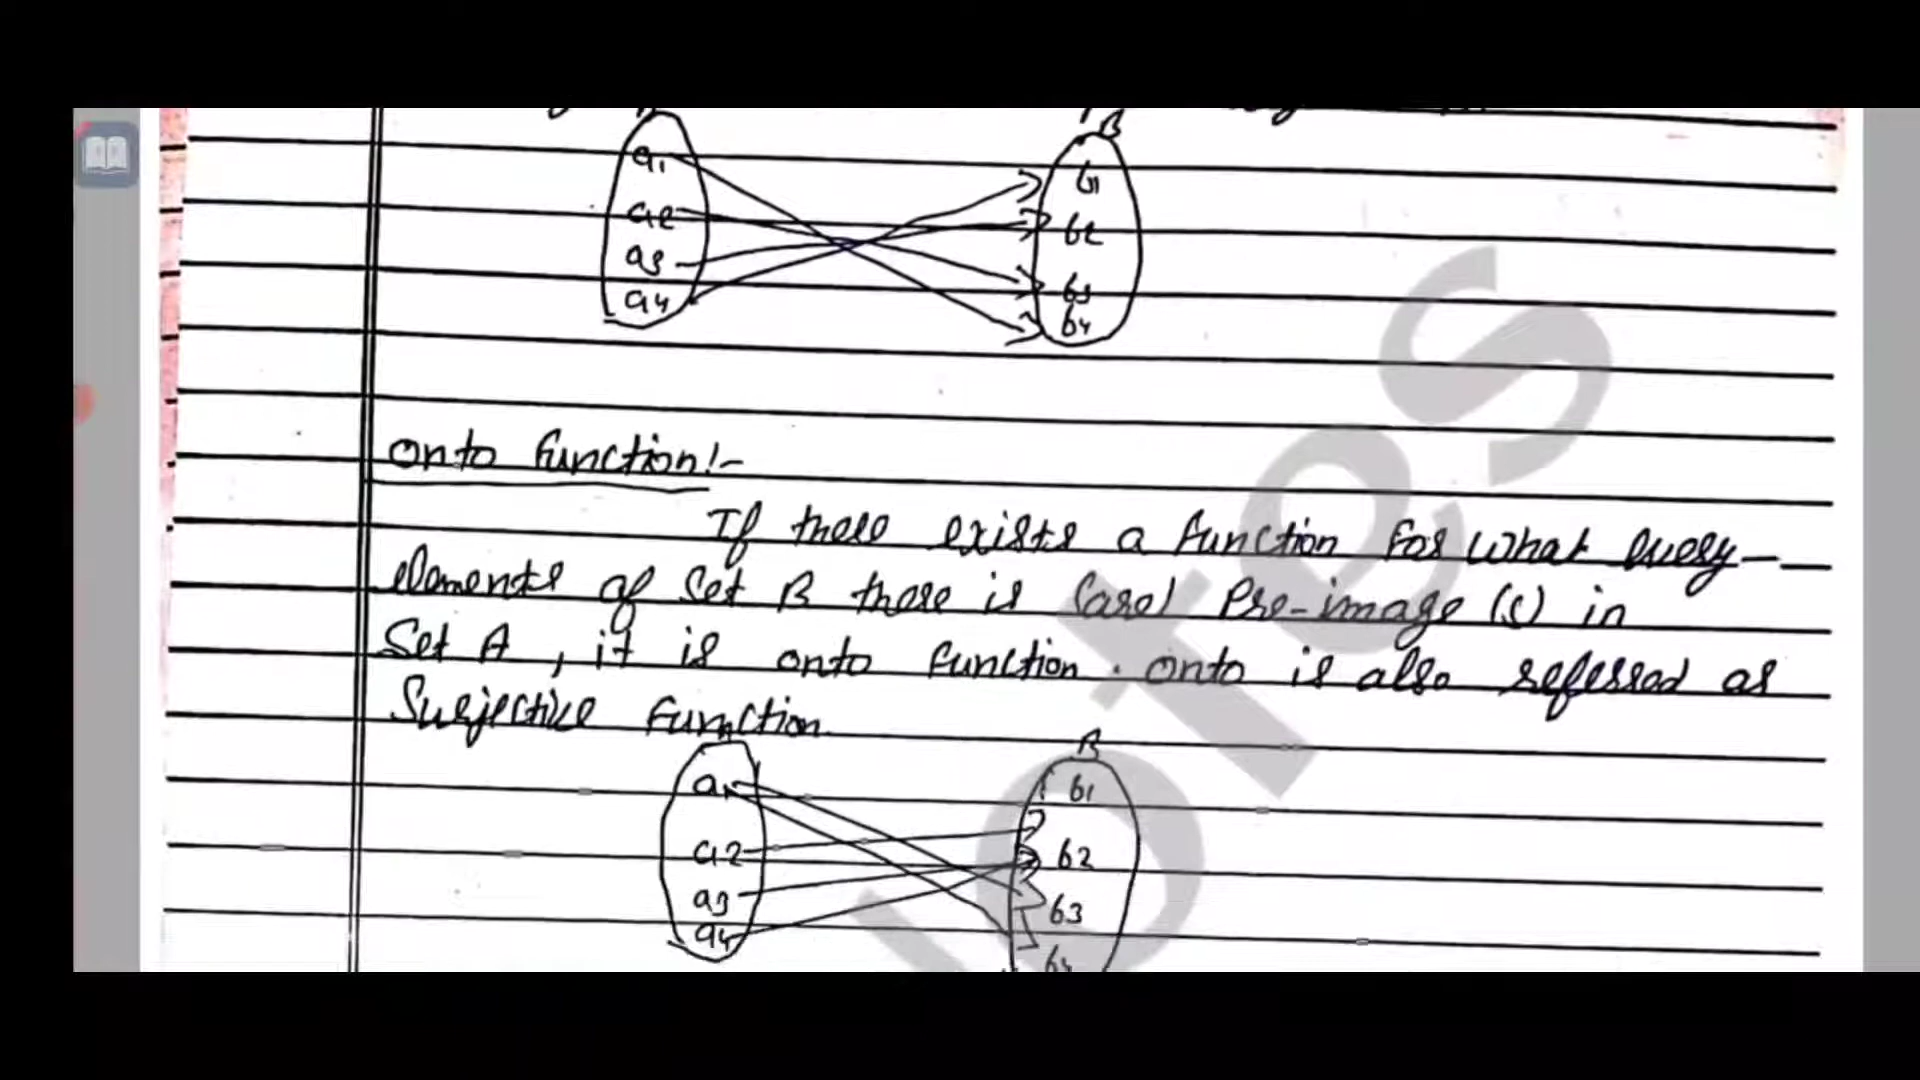 B
a1
b1
a2
b2
a3
b3
a4
b4
onto function:-
If there exists a function for what every
elements of set B there is (are) Pre-image (s) in
Set A, it is onto function. onto is also referred as
Surjective Function
B
a1
b1
a2
b2
a3
b3
a4
b4
otes